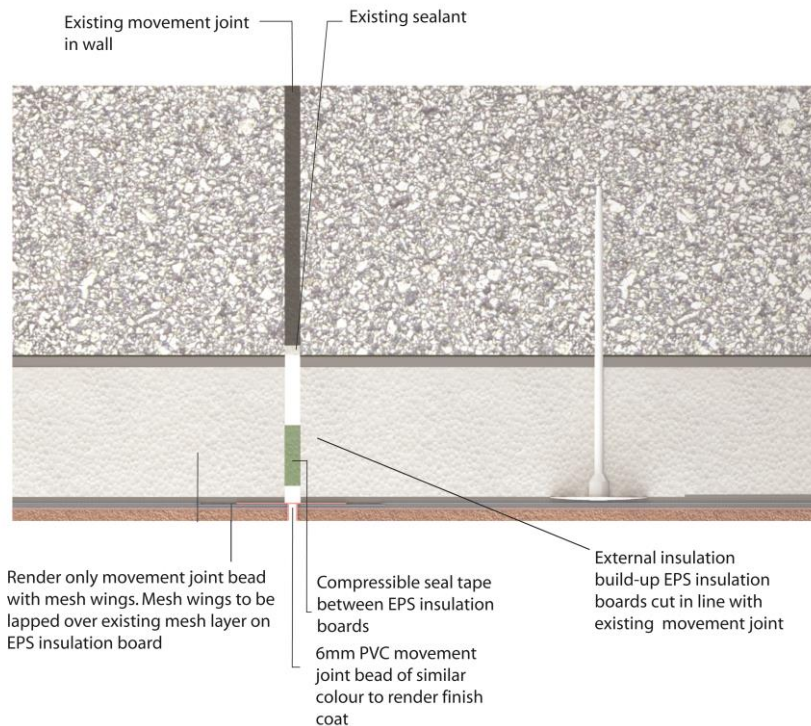 Existing movement joint
in wall
Existing sealant
Render only movement joint bead
with mesh wings. Mesh wings to be
lapped over existing mesh layer on
EPS insulation board
Compressible seal tape
between EPS insulation
boards
6mm PVC movement
joint bead of similar
colour to render finish
coat
External insulation
build-up EPS insulation
boards cut in line with
existing movement joint